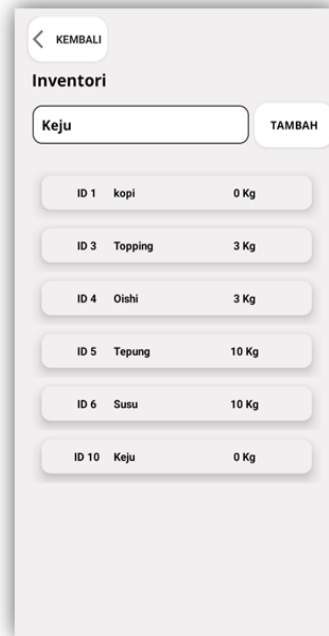 KEMBALI
Inventori
Keju TAMBAH
ID 1 kopi 0 Kg
ID 3 Topping 3 Kg
ID 4 Oishi 3 Kg
ID 5 Tepung 10 Kg
ID 6 Susu 10 Kg
ID 10 Keju 0 Kg